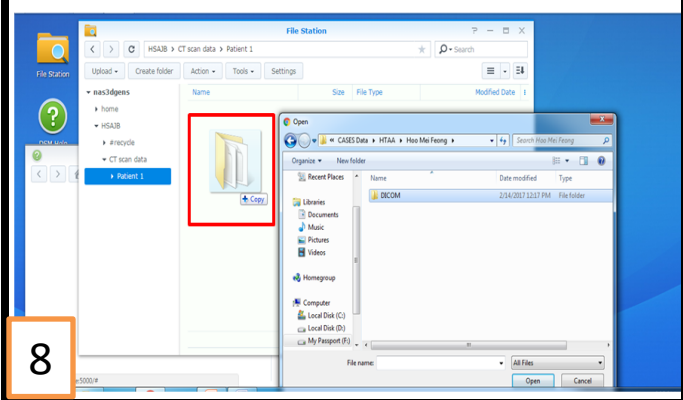 File Station
HSAJB > CT scan data > Patient 1
Search
Upload Create folder Action Tools Settings
nas3dgens
home
HSAJB
#recycle
CT scan data
Patient 1
Name Size File Type Modified Date
Copy
File Station
DSM Help
Open
« CASES Data HTAA Hoo Mei Feong
Search Hoo Mei Feong
Organize New folder
Recent Places
Libraries
Documents
Music
Pictures
Videos
Homegroup
Computer
Local Disk (C:)
Local Disk (D:)
My Passport (F:)
Name Date modified Type
DICOM 2/14/2017 12:17 PM File folder
File name: All Files
Open Cancel
8
:5000/#